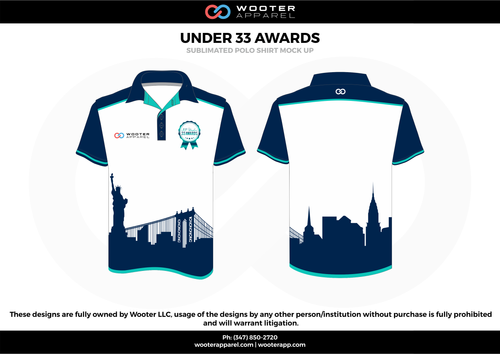 WOOTER
APPAREL
UNDER 33 AWARDS
SUBLIMATED POLO SHIRT MOCK UP
WOOTER
APPAREL
These designs are fully owned by Wooter LLC, usage of the designs by any other person/institution without purchase is fully prohibited
and will warrant litigation.
Ph: (347) 850-2720
wooterapparel.com | wooterapp.com